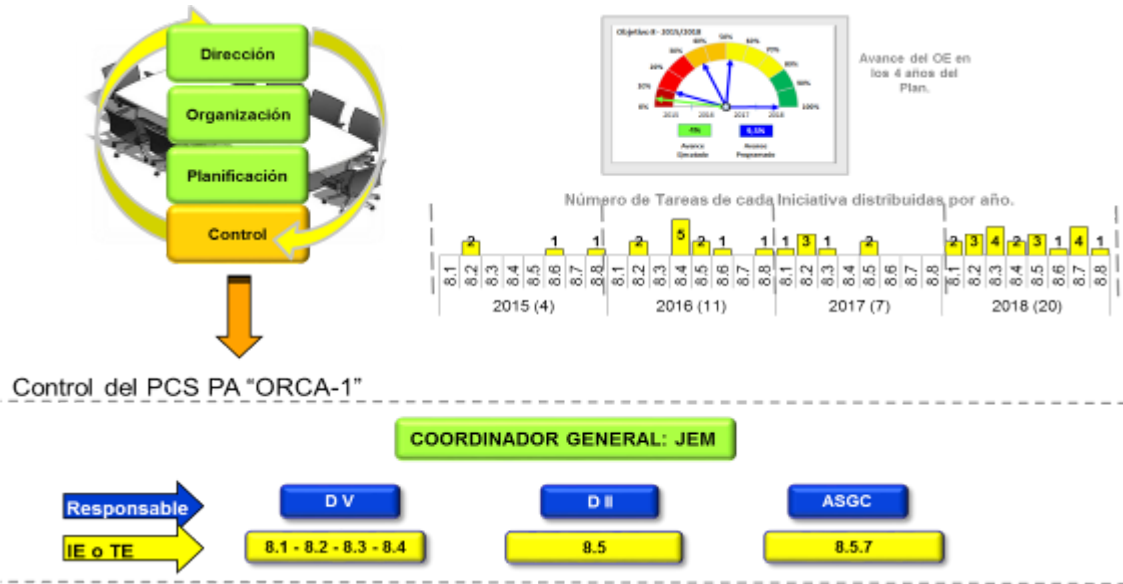 Dirección
Organización
Planificación
Control
Objetivo 8 - 2015/2018
0%
10%
20%
30%
40%
50%
60%
70%
80%
90%
100%
2015 2016 2017 2018
4% 9,5%
Avance Avance
Ejecutado Programado
Avance del OE en
los 4 años del
Plan.
Número de Tareas de cada Iniciativa distribuidas por año.
2 1 1 2 5 2 1 1 1 3 1 2 2 3 4 2 3 1 4 1
8.1 8.2 8.3 8.4 8.5 8.6 8.7 8.8 8.1 8.2 8.3 8.4 8.5 8.6 8.7 8.8 8.1 8.2 8.3 8.4 8.5 8.6 8.7 8.8 8.1 8.2 8.3 8.4 8.5 8.6 8.7 8.8
2015 (4) 2016 (11) 2017 (7) 2018 (20)
Control del PCS PA “ORCA-1”
COORDINADOR GENERAL: JEM
Responsable D V D II ASGC
IE o TE 8.1 - 8.2 - 8.3 - 8.4 8.5 8.5.7